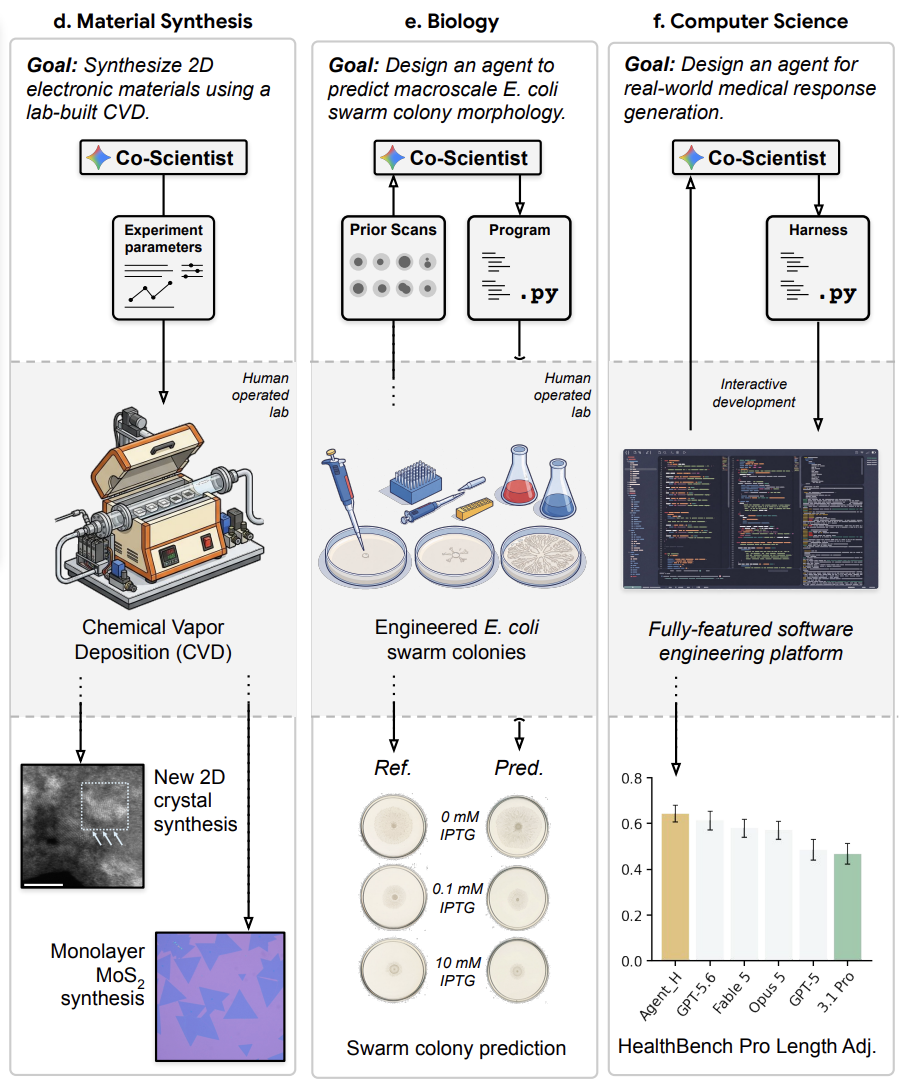 d. Material Synthesis
Goal: Synthesize 2D
electronic materials using a
lab-built CVD.
Co-Scientist
Experiment
parameters
Human
operated
lab
Chemical Vapor
Deposition (CVD)
New 2D
crystal
synthesis
Monolayer
MoS2
synthesis
e. Biology
Goal: Design an agent to
predict macroscale E. coli
swarm colony morphology.
Co-Scientist
Prior Scans
Program
.py
Human
operated
lab
Engineered E. coli
swarm colonies
Ref.
Pred.
0 mM
IPTG
0.1 mM
IPTG
10 mM
IPTG
Swarm colony prediction
f. Computer Science
Goal: Design an agent for
real-world medical response
generation.
Co-Scientist
Harness
.py
Interactive
development
Fully-featured software
engineering platform
0.8
0.6
0.4
0.2
0.0
Agent_H
GPT-5.6
Fable 5
Opus 5
GPT-5
3.1 Pro
HealthBench Pro Length Adj.